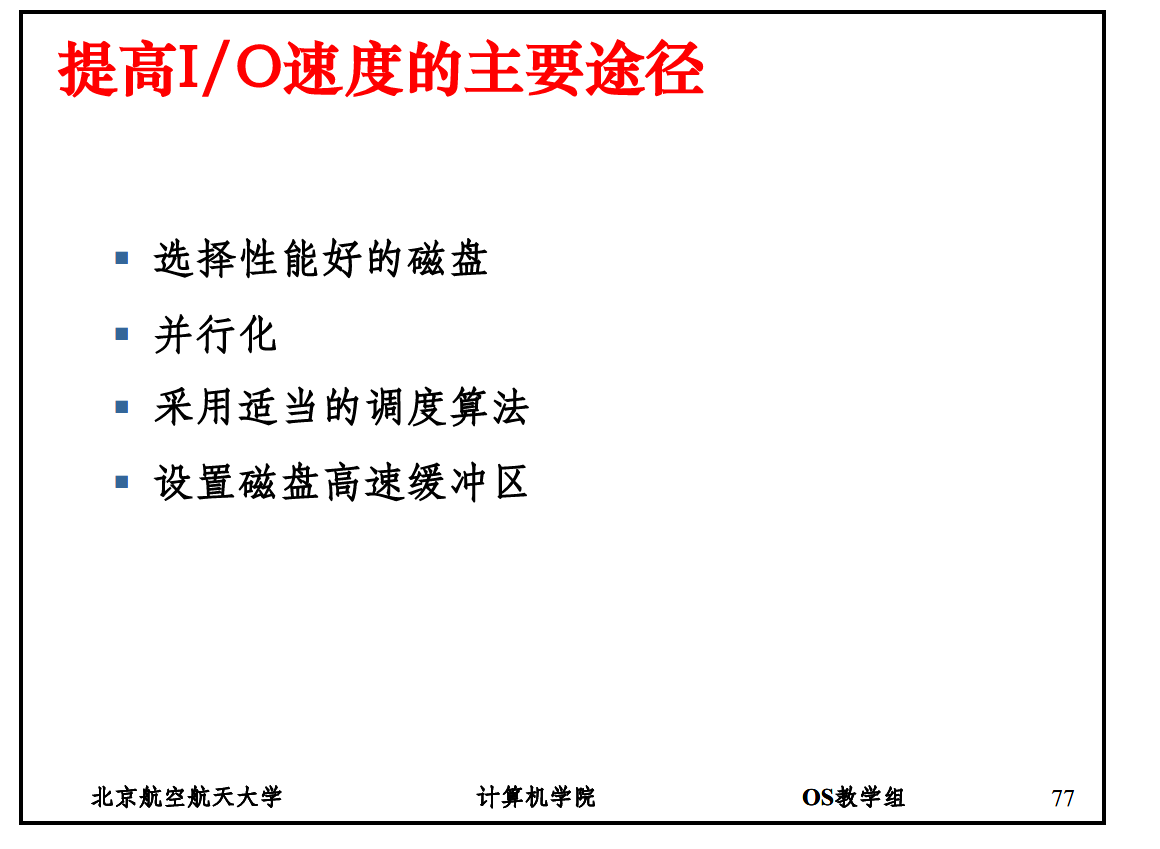 提高I/O速度的主要途径
▪ 选择性能好的磁盘
▪ 并行化
▪ 采用适当的调度算法
▪ 设置磁盘高速缓冲区
北京航空航天大学 计算机学院 OS教学组 77